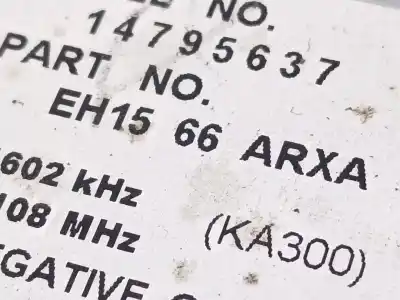 NO.
14795637
PART NO.
EH15 66 ARXA
602 kHz
108 MHz (KA300)